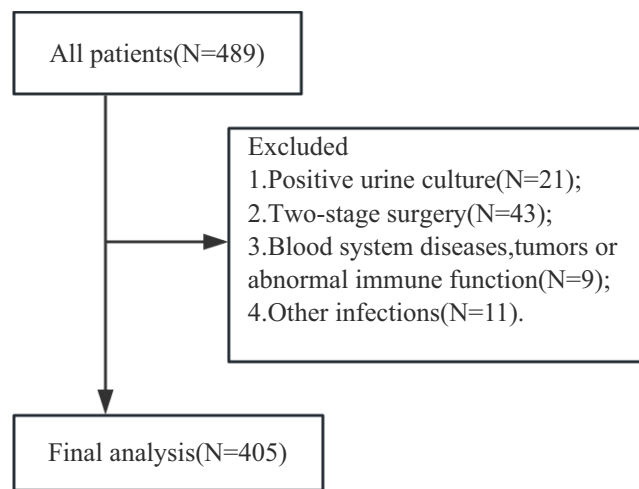 All patients(N=489)
Excluded
1.Positive urine culture(N=21);
2.Two-stage surgery(N=43);
3.Blood system diseases,tumors or
abnormal immune function(N=9);
4.Other infections(N=11).
Final analysis(N=405)